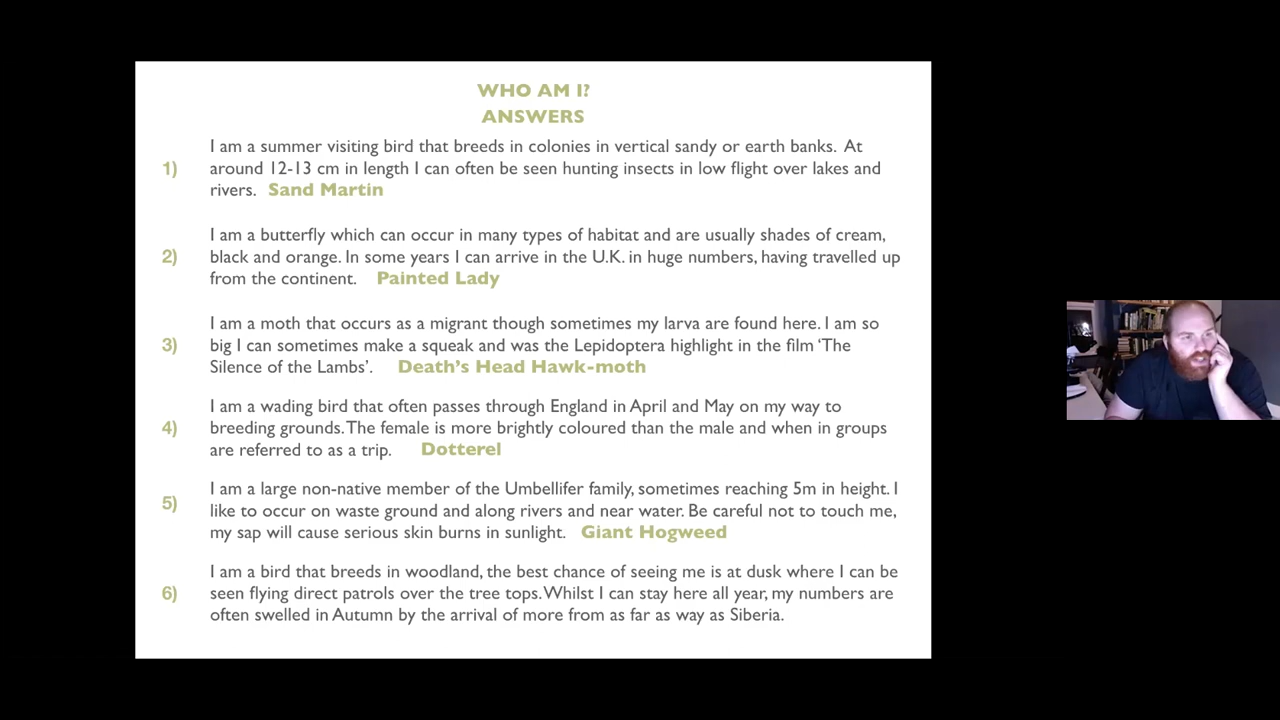 WHO AM I?
ANSWERS
1) I am a summer visiting bird that breeds in colonies in vertical sandy or earth banks. At
around 12-13 cm in length I can often be seen hunting insects in low flight over lakes and
rivers. Sand Martin
2) I am a butterfly which can occur in many types of habitat and are usually shades of cream,
black and orange. In some years I can arrive in the U.K. in huge numbers, having travelled up
from the continent. Painted Lady
3) I am a moth that occurs as a migrant though sometimes my larva are found here. I am so
big I can sometimes make a squeak and was the Lepidoptera highlight in the film ‘The
Silence of the Lambs’. Death’s Head Hawk-moth
4) I am a wading bird that often passes through England in April and May on my way to
breeding grounds. The female is more brightly coloured than the male and when in groups
are referred to as a trip. Dotterel
5) I am a large non-native member of the Umbellifer family, sometimes reaching 5m in height. I
like to occur on waste ground and along rivers and near water. Be careful not to touch me,
my sap will cause serious skin burns in sunlight. Giant Hogweed
6) I am a bird that breeds in woodland, the best chance of seeing me is at dusk where I can be
seen flying direct patrols over the tree tops. Whilst I can stay here all year, my numbers are
often swelled in Autumn by the arrival of more from as far as way as Siberia.